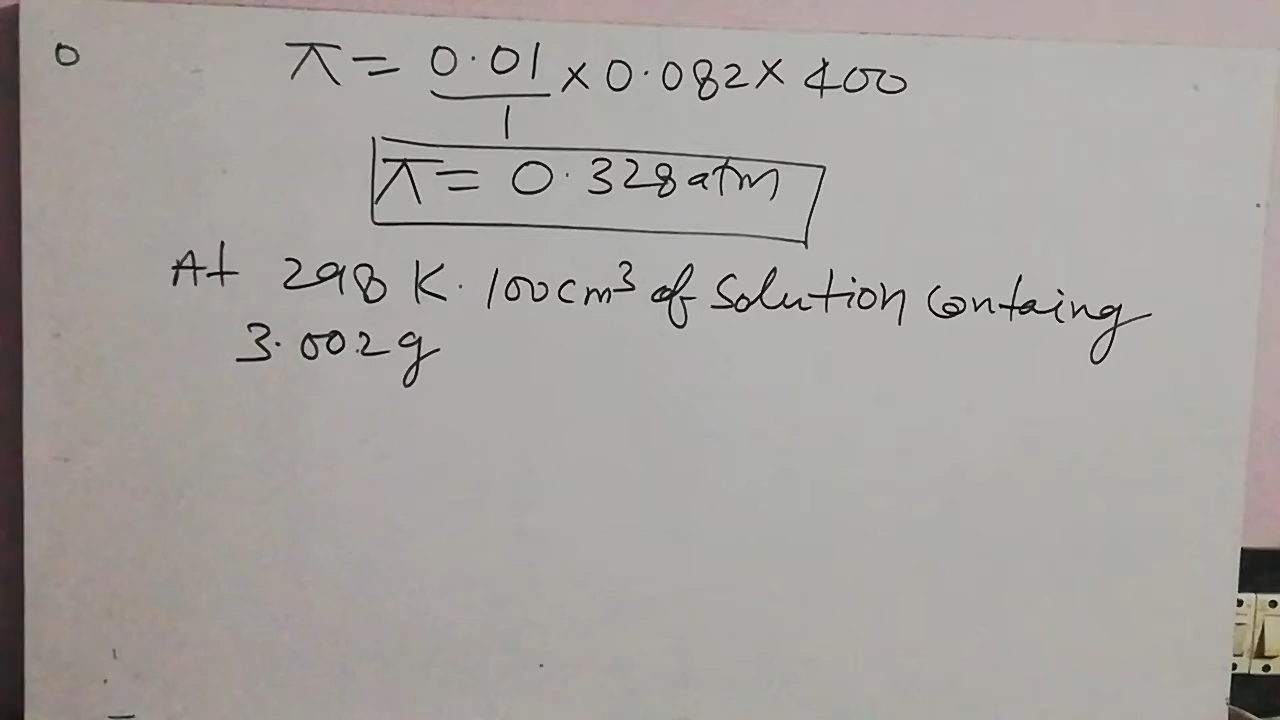 π = 0.01/1 × 0.082 × 400
π = 0.328 atm
At 298 K. 100 cm³ of Solution Containg
3.002 g